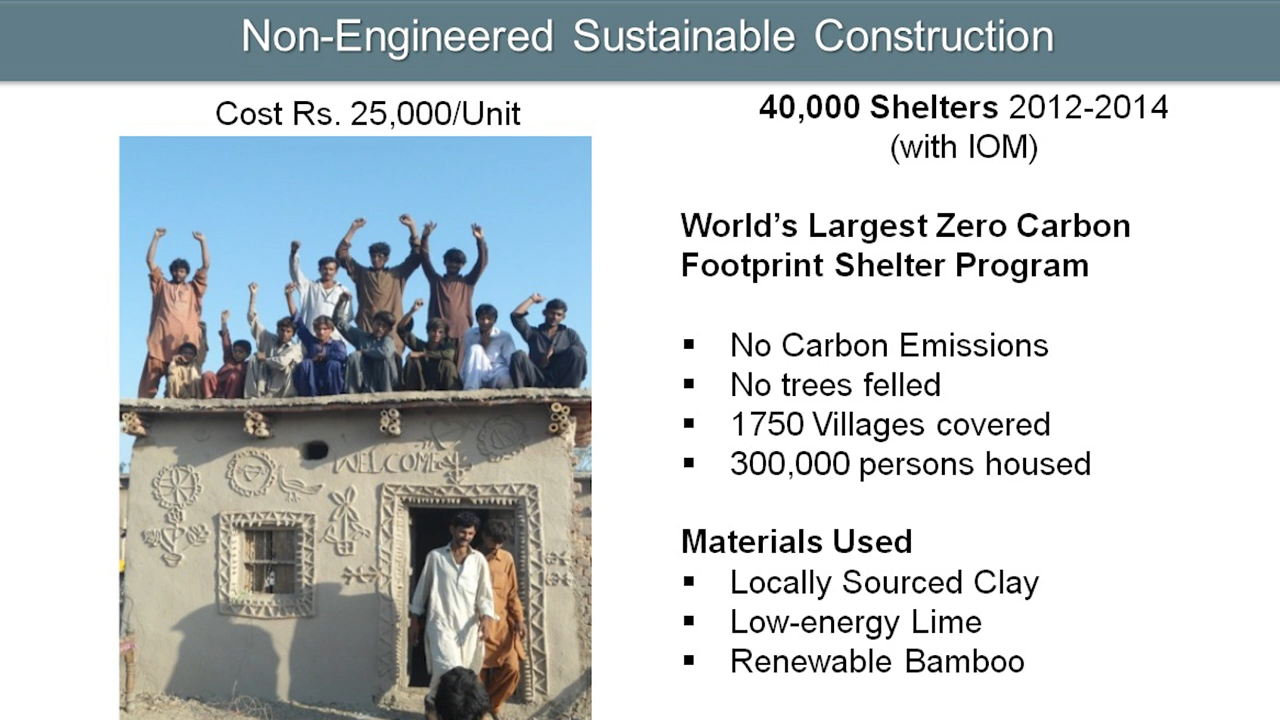 Non-Engineered Sustainable Construction
Cost Rs. 25,000/Unit
WELCOME
40,000 Shelters 2012-2014
(with IOM)
World's Largest Zero Carbon
Footprint Shelter Program
▪ No Carbon Emissions
▪ No trees felled
▪ 1750 Villages covered
▪ 300,000 persons housed
Materials Used
▪ Locally Sourced Clay
▪ Low-energy Lime
▪ Renewable Bamboo